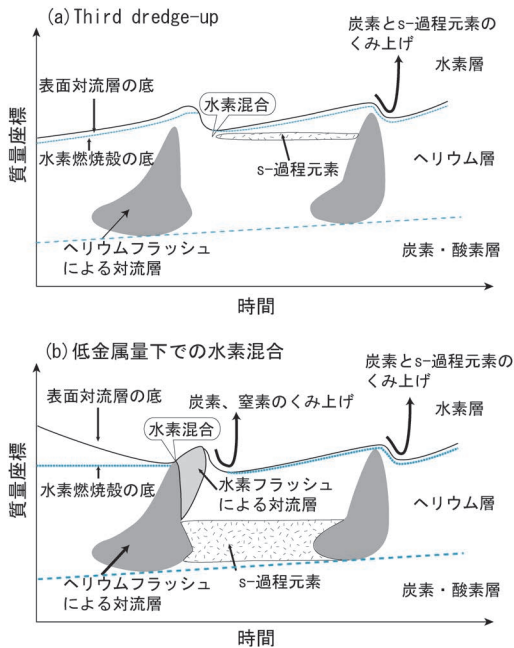 (a)Third dredge-up
炭素とs-過程元素の
くみ上げ
水素層
表面対流層の底
水素混合
水素燃焼殻の底
ヘリウム層
s-過程元素
質量座標
ヘリウムフラッシュ
による対流層
炭素・酸素層
時間
(b)低金属量下での水素混合
炭素とs-過程元素の
くみ上げ
表面対流層の底
炭素、窒素のくみ上げ
水素層
水素混合
水素燃焼殻の底
水素フラッシュ
による対流層
ヘリウム層
質量座標
s-過程元素
ヘリウムフラッシュ
による対流層
炭素・酸素層
時間